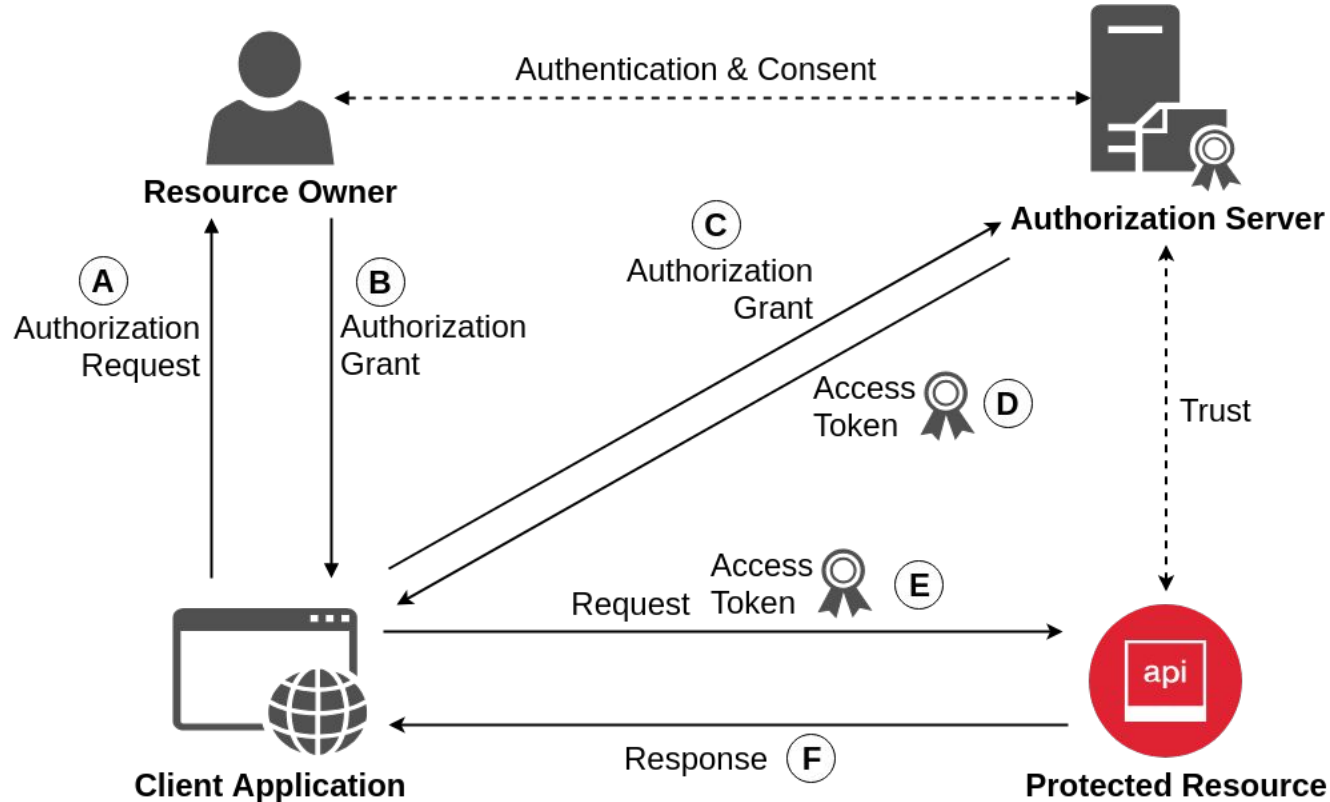 Authentication & Consent
Resource Owner
Authorization Server
A
Authorization
Request
B
Authorization
Grant
C
Authorization
Grant
Access
Token
D
Trust
Request
Access
Token
E
api
Response
F
Client Application
Protected Resource